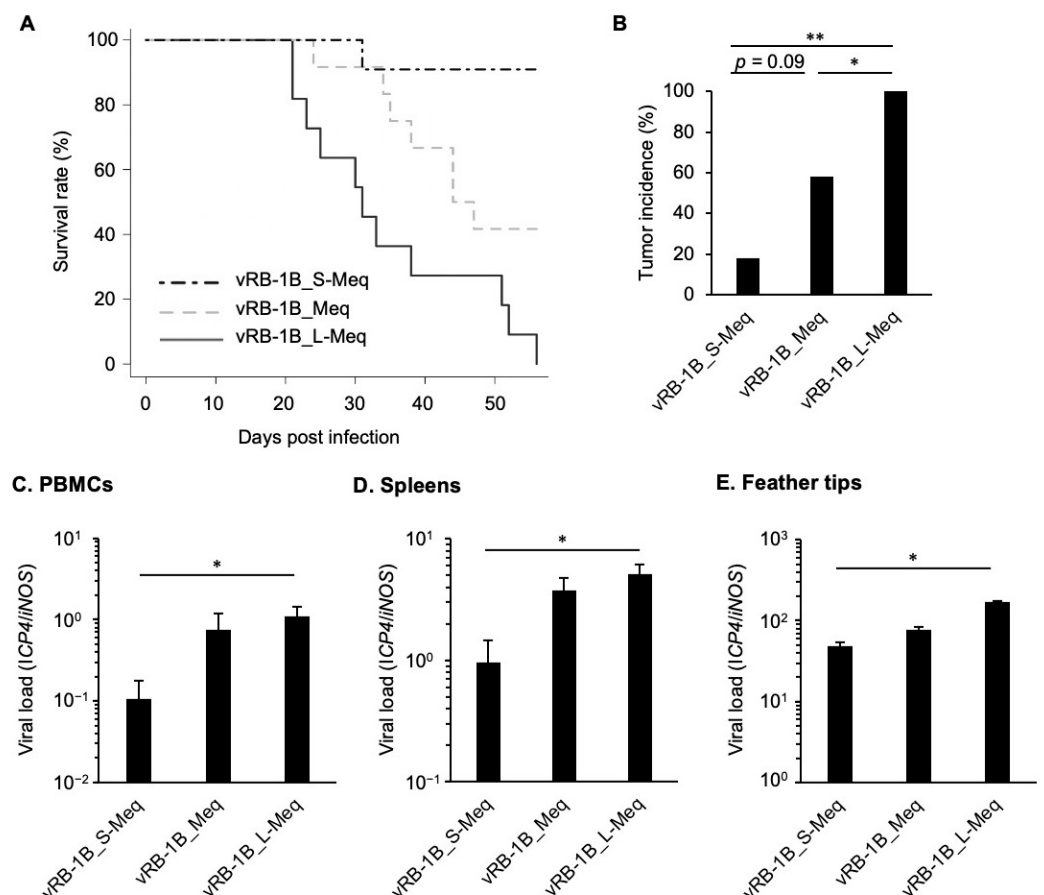 A
100
80
60
40
20
0
Survival rate (%)
vRB-1B_S-Meq
vRB-1B_Meq
vRB-1B_L-Meq
0 10 20 30 40 50
Days post infection
B
**
p = 0.09 *
100
80
60
40
20
0
Tumor incidence (%)
vRB-1B_S-Meq
vRB-1B_Meq
vRB-1B_L-Meq
C. PBMCs
*
10¹
10⁰
10⁻¹
10⁻²
Viral load (ICP4/iNOS)
vRB-1B_S-Meq
vRB-1B_Meq
vRB-1B_L-Meq
D. Spleens
*
10¹
10⁰
10⁻¹
Viral load (ICP4/iNOS)
vRB-1B_S-Meq
vRB-1B_Meq
vRB-1B_L-Meq
E. Feather tips
*
10³
10²
10¹
10⁰
Viral load (ICP4/iNOS)
vRB-1B_S-Meq
vRB-1B_Meq
vRB-1B_L-Meq